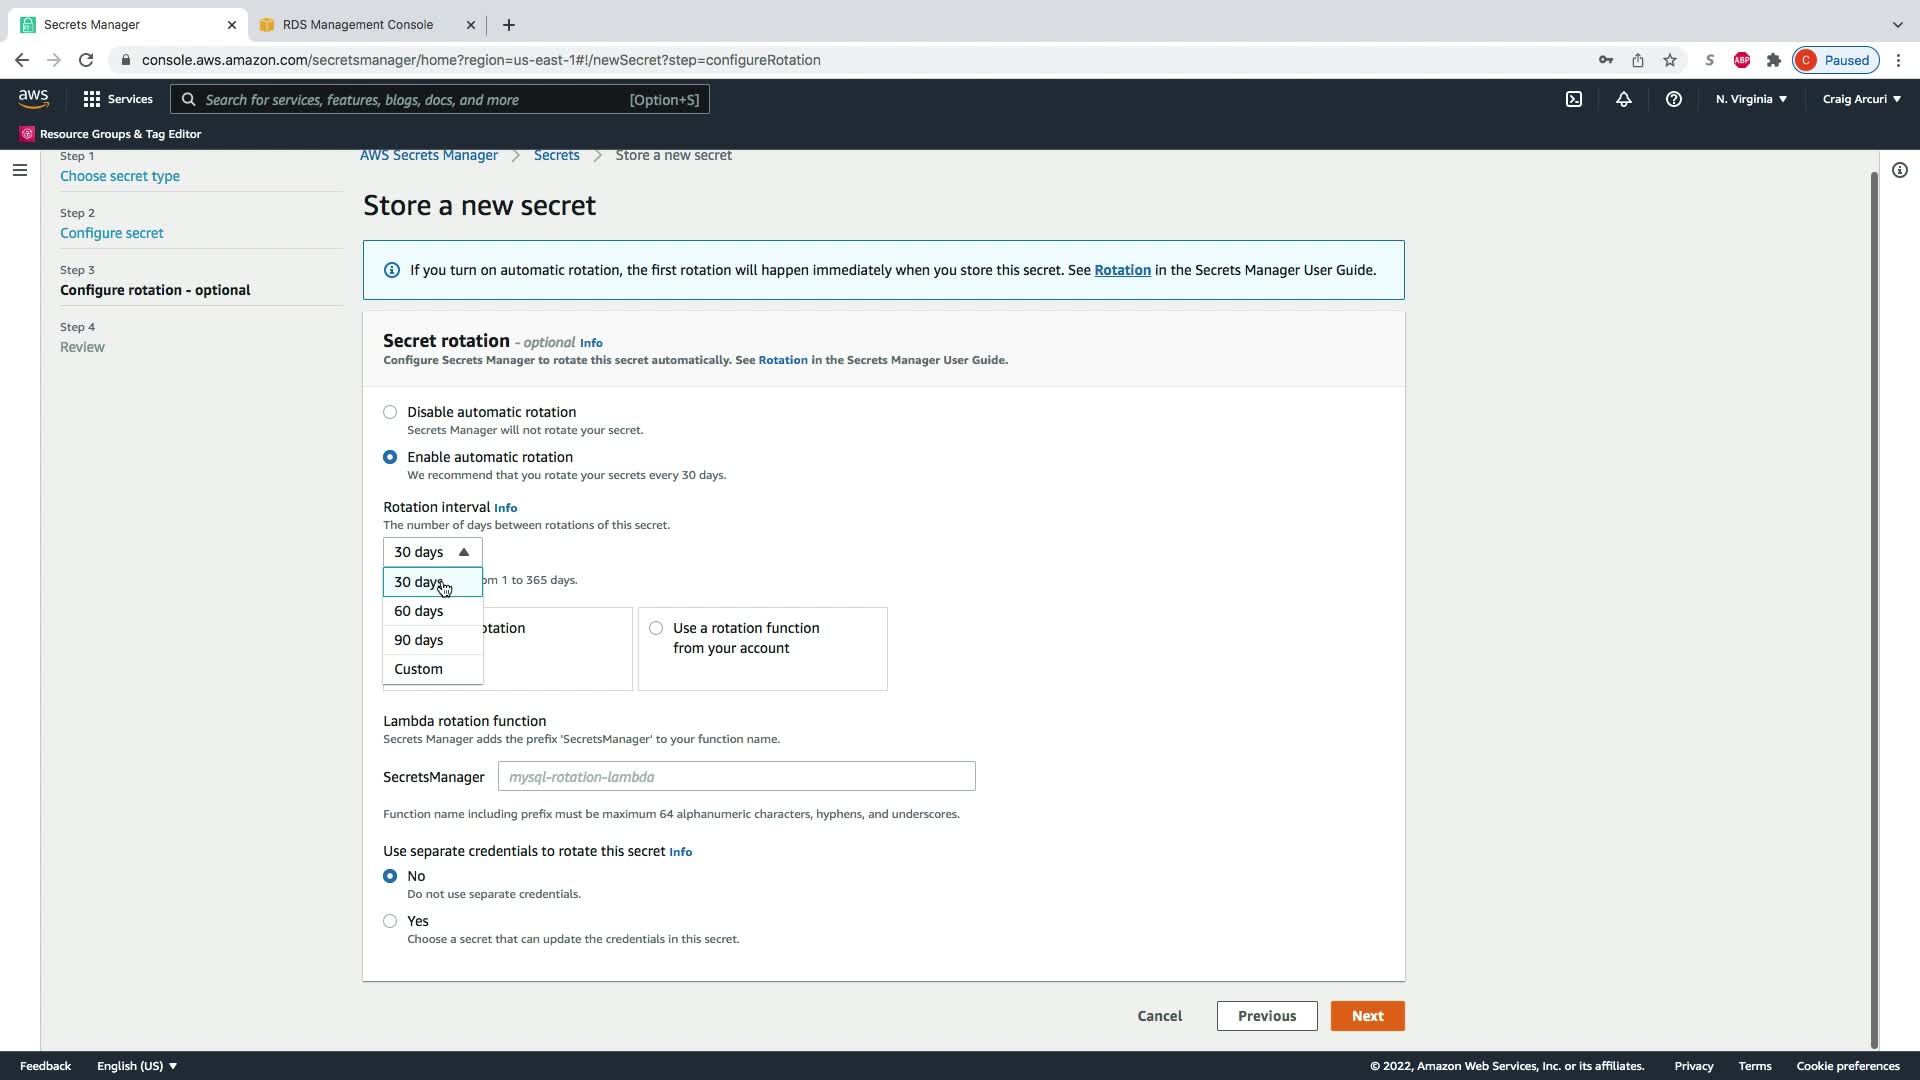 Secrets Manager
RDS Management Console
console.aws.amazon.com/secretsmanager/home?region=us-east-1#!/newSecret?step=configureRotation
S
ABP
C
Paused
aws
Services
Search for services, features, blogs, docs, and more
[Option+S]
N. Virginia
Craig Arcuri
Resource Groups & Tag Editor
Step 1
Choose secret type
Step 2
Configure secret
Step 3
Configure rotation - optional
Step 4
Review
AWS Secrets Manager > Secrets > Store a new secret
Store a new secret
If you turn on automatic rotation, the first rotation will happen immediately when you store this secret. See Rotation in the Secrets Manager User Guide.
Secret rotation - optional Info
Configure Secrets Manager to rotate this secret automatically. See Rotation in the Secrets Manager User Guide.
Disable automatic rotation
Secrets Manager will not rotate your secret.
Enable automatic rotation
We recommend that you rotate your secrets every 30 days.
Rotation interval Info
The number of days between rotations of this secret.
30 days
30 days
om 1 to 365 days.
60 days
90 days
Custom
otation
Use a rotation function
from your account
Lambda rotation function
Secrets Manager adds the prefix 'SecretsManager' to your function name.
SecretsManager
mysql-rotation-lambda
Function name including prefix must be maximum 64 alphanumeric characters, hyphens, and underscores.
Use separate credentials to rotate this secret Info
No
Do not use separate credentials.
Yes
Choose a secret that can update the credentials in this secret.
Cancel
Previous
Next
Feedback
English (US)
© 2022, Amazon Web Services, Inc. or its affiliates.
Privacy
Terms
Cookie preferences